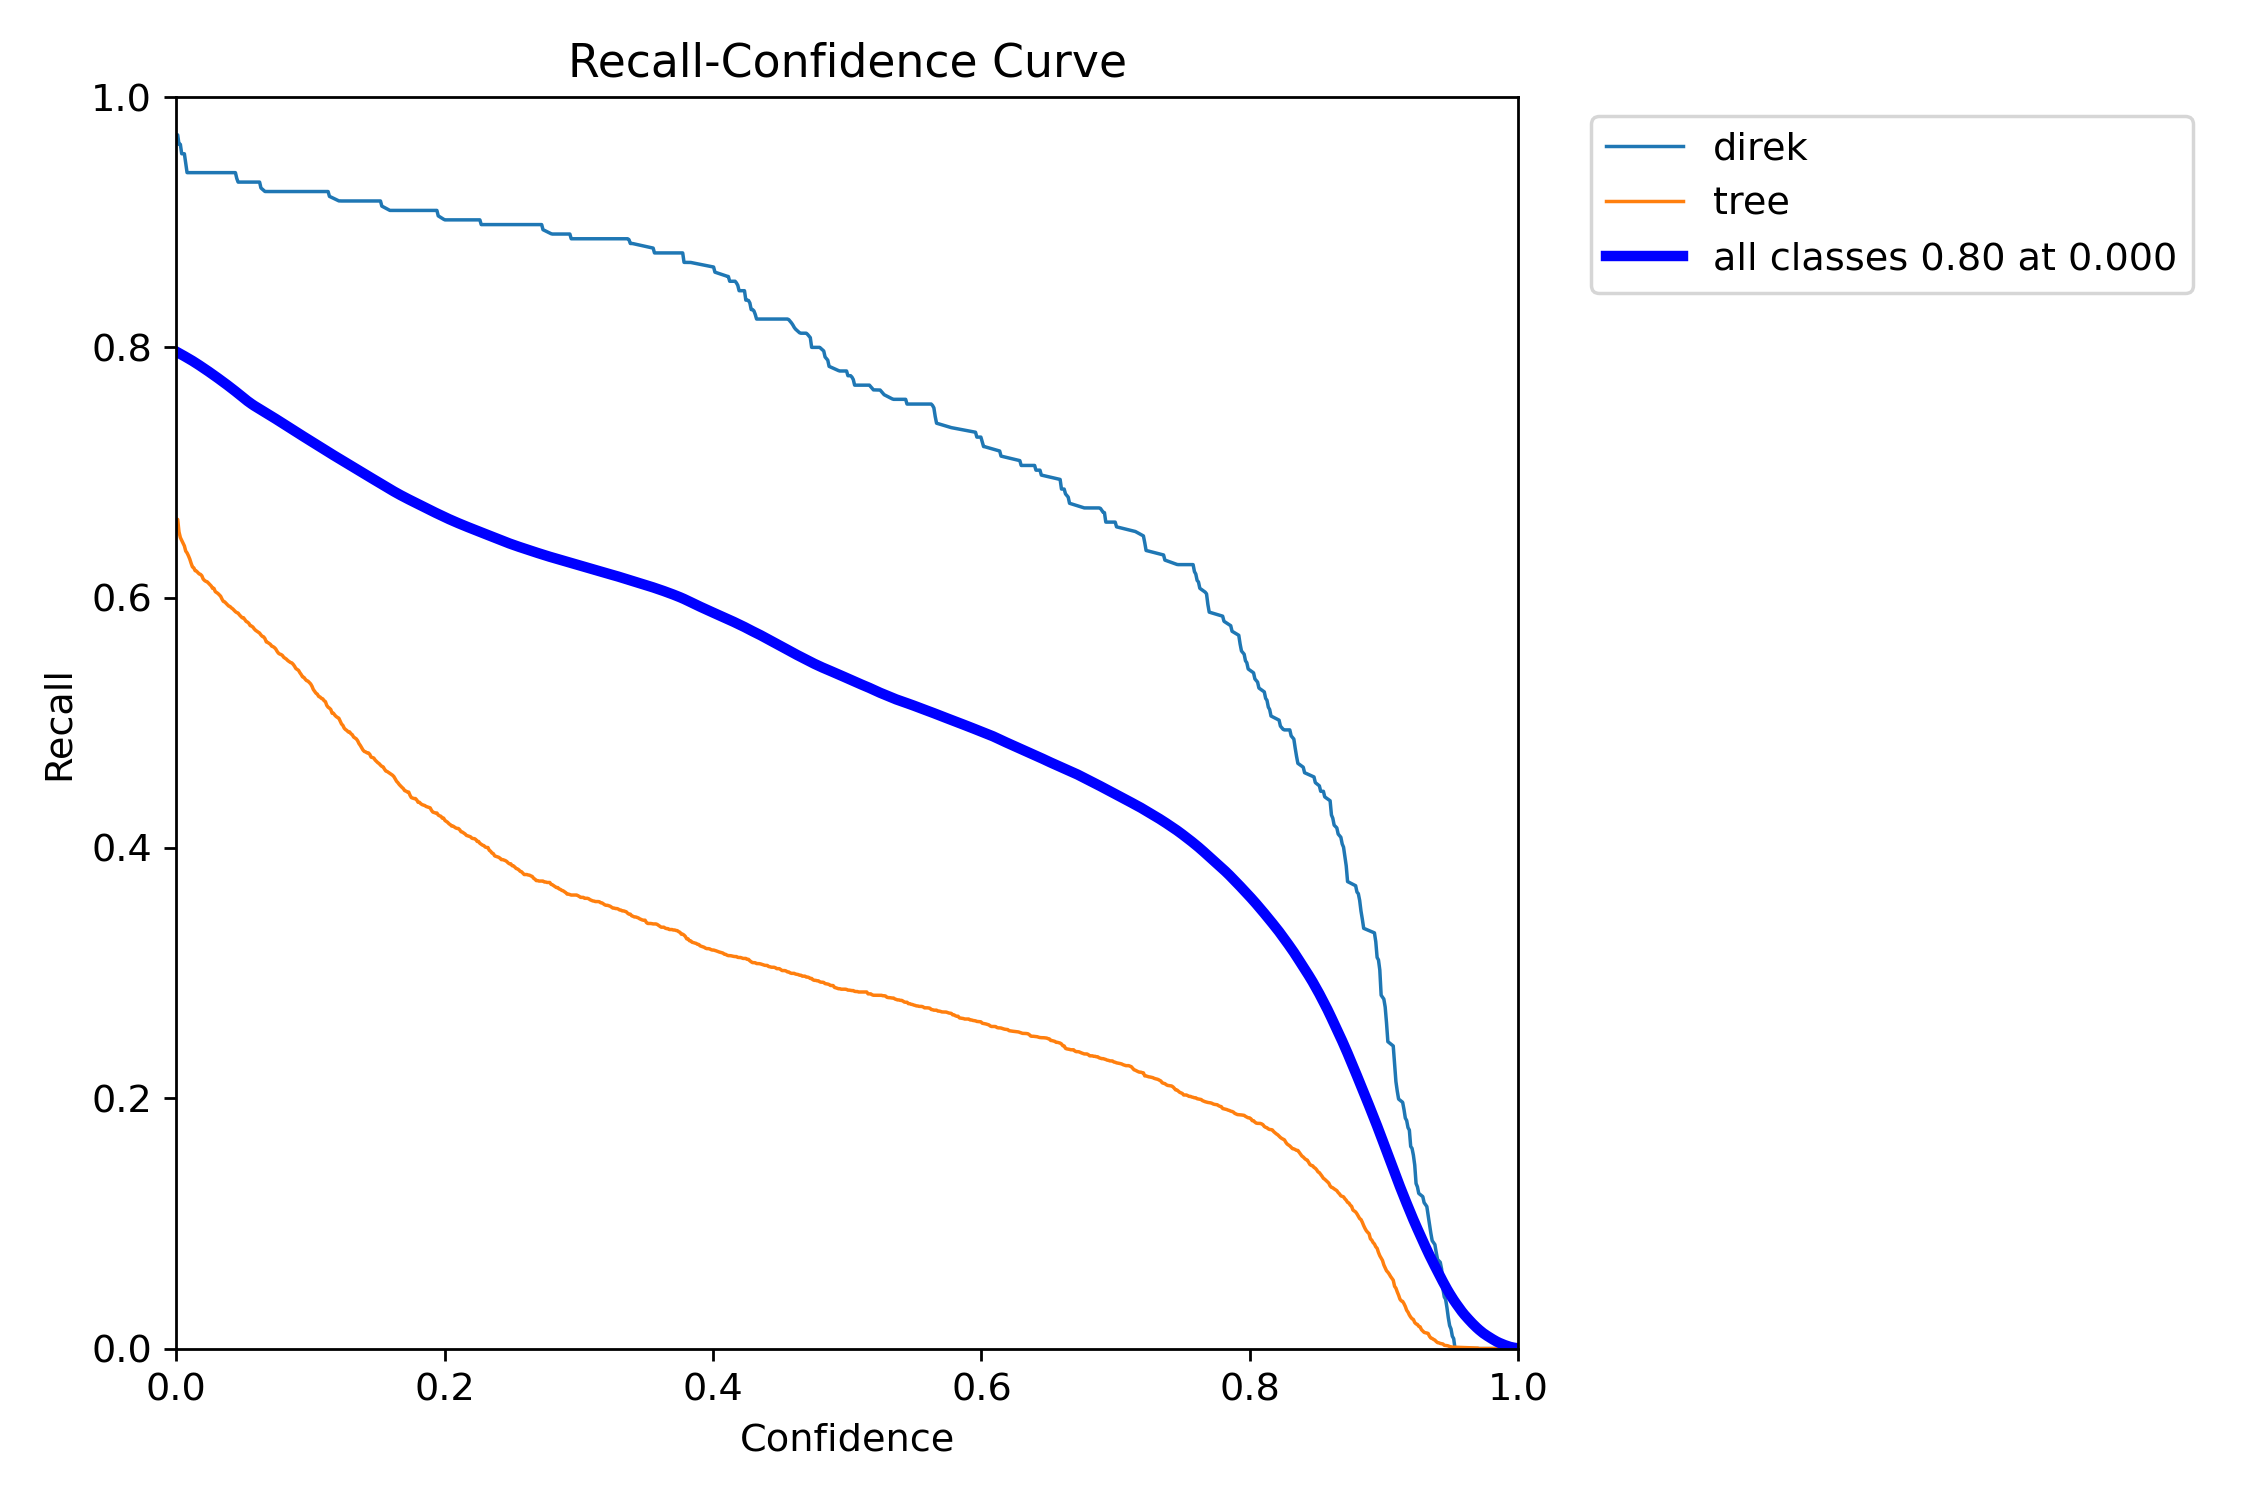 Recall-Confidence Curve
direk
tree
all classes 0.80 at 0.000
1.0
0.8
0.6
0.4
0.2
0.0
Recall
0.0 0.2 0.4 0.6 0.8 1.0
Confidence